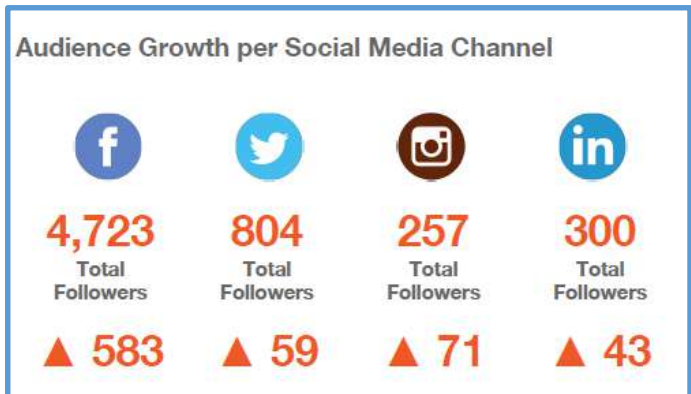 Audience Growth per Social Media Channel
f in
4,723 804 257 300
Total Total Total Total
Followers Followers Followers Followers
▲ 583 ▲ 59 ▲ 71 ▲ 43